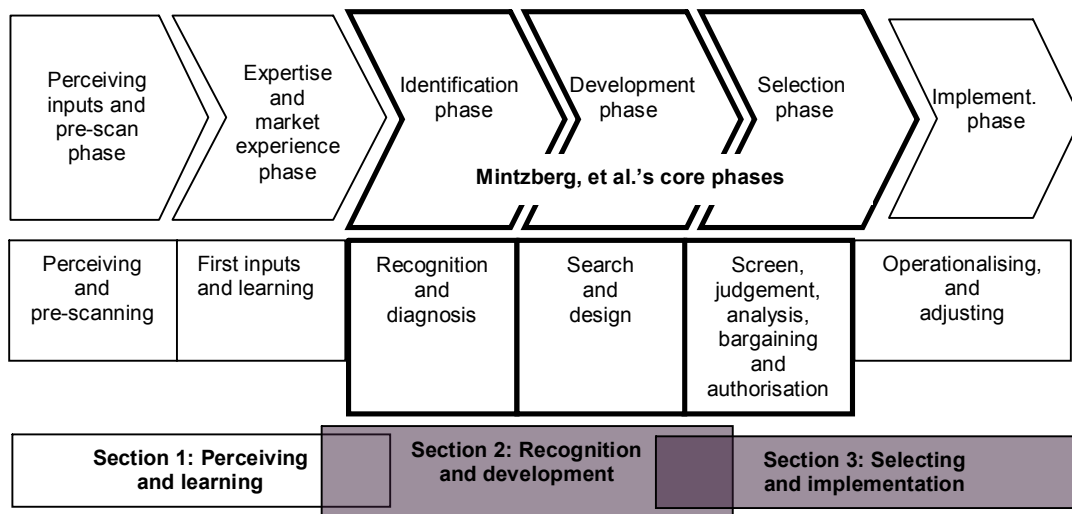 Perceiving
inputs and
pre-scan
phase
Expertise
and
market
experience
phase
Identification
phase
Development
phase
Selection
phase
Implement.
phase
Mintzberg, et al.'s core phases
Perceiving
and
pre-scanning
First inputs
and learning
Recognition
and
diagnosis
Search
and
design
Screen,
judgement,
analysis,
bargaining
and
authorisation
Operationalising,
and
adjusting
Section 1: Perceiving
and learning
Section 2: Recognition
and development
Section 3: Selecting
and implementation